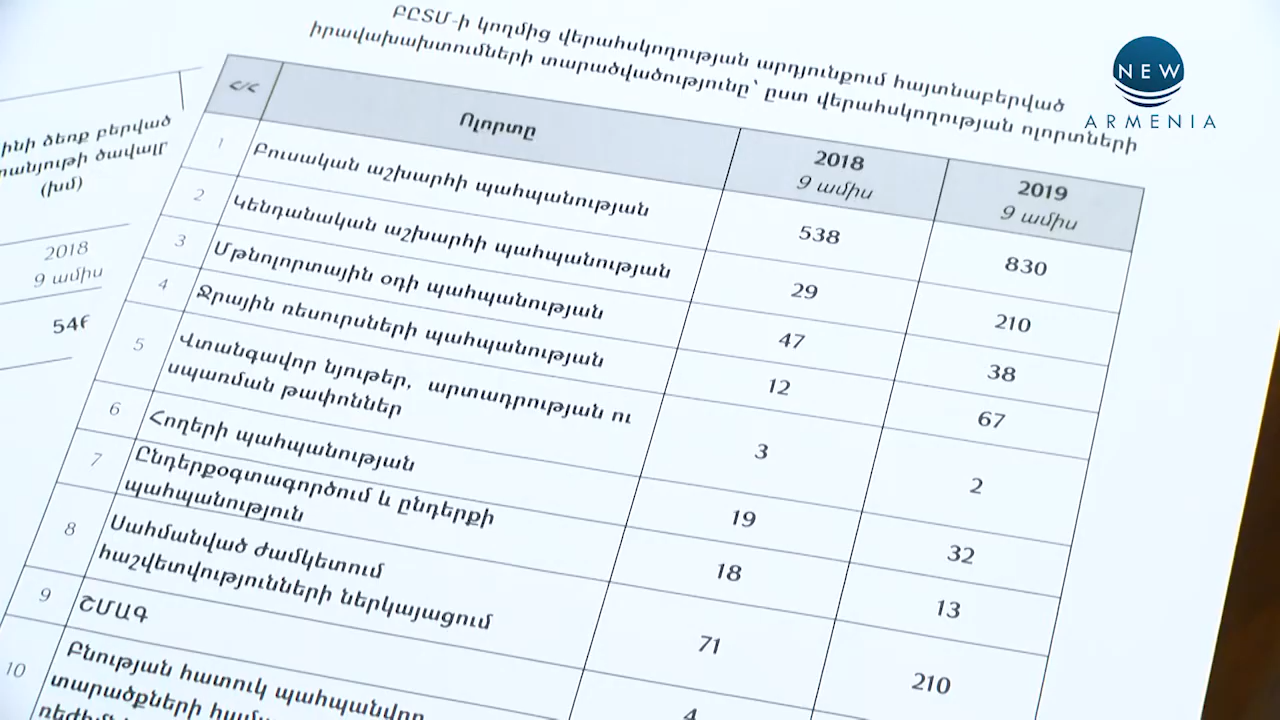 ԲԸՏՄ-ի կողմից վերահսկողության արդյունքում հայտնաբերված
իրավախախտումների տարածվածությունը՝ ըստ վերահսկողության ոլորտների
NEW
ARMENIA
ինի ձեռք բերված
(խմ)
2018
9 ամիս
Հ/Հ Ոլորտը 2018 9 ամիս 2019 9 ամիս
1 Բուսական աշխարհի պահպանության 538 830
2 Կենդանական աշխարհի պահպանության 29 210
3 Մթնոլորտային օդի պահպանության 47 38
4 Ջրային ռեսուրսների պահպանության 12 67
5 Վտանգավոր նյութեր, արտադրության ու
սպառման թափոններ 3 2
6 Հողերի պահպանության 19 32
7 Ընդերքօգտագործում և ընդերքի
պահպանություն 18 13
8 Սահմանված ժամկետում
հաշվետվությունների ներկայացում 71 210
9 ՇՄԱԳ 4
10 Բնության հատուկ պահպանվող
տարածքների